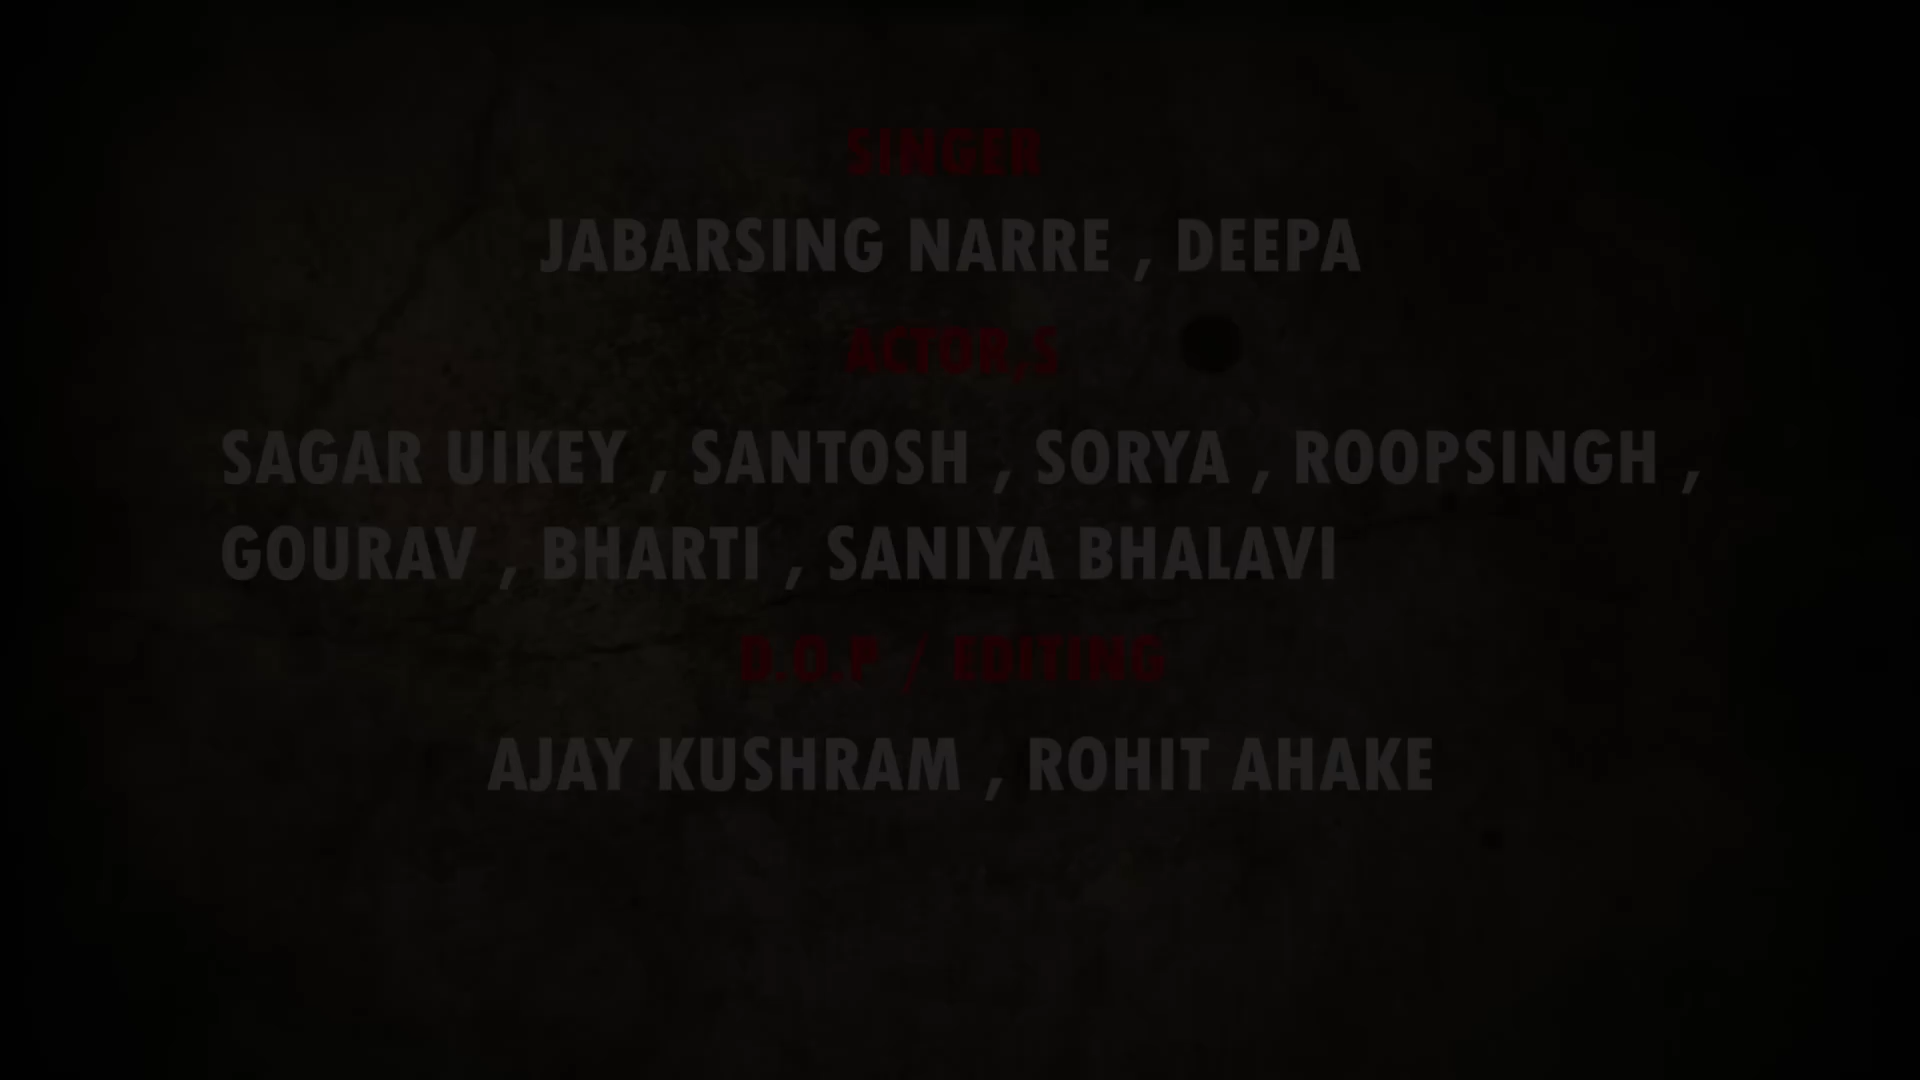 SINGER
JABARSING NARRE , DEEPA
ACTOR,S
SAGAR UIKEY , SANTOSH , SORYA , ROOPSINGH ,
GOURAV , BHARTI , SANIYA BHALAVI
D.O.P / EDITING
AJAY KUSHRAM , ROHIT AHAKE